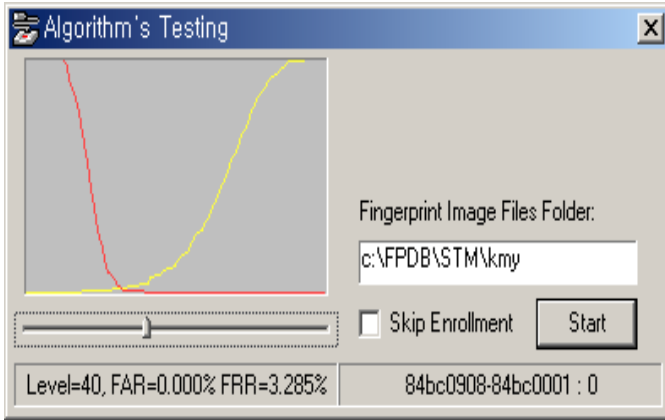 Algorithm's Testing
Fingerprint Image Files Folder:
c:\FPDB\STM\kmy
Skip Enrollment
Start
Level=40, FAR=0.000% FRR=3.285%
84bc0908-84bc0001 : 0